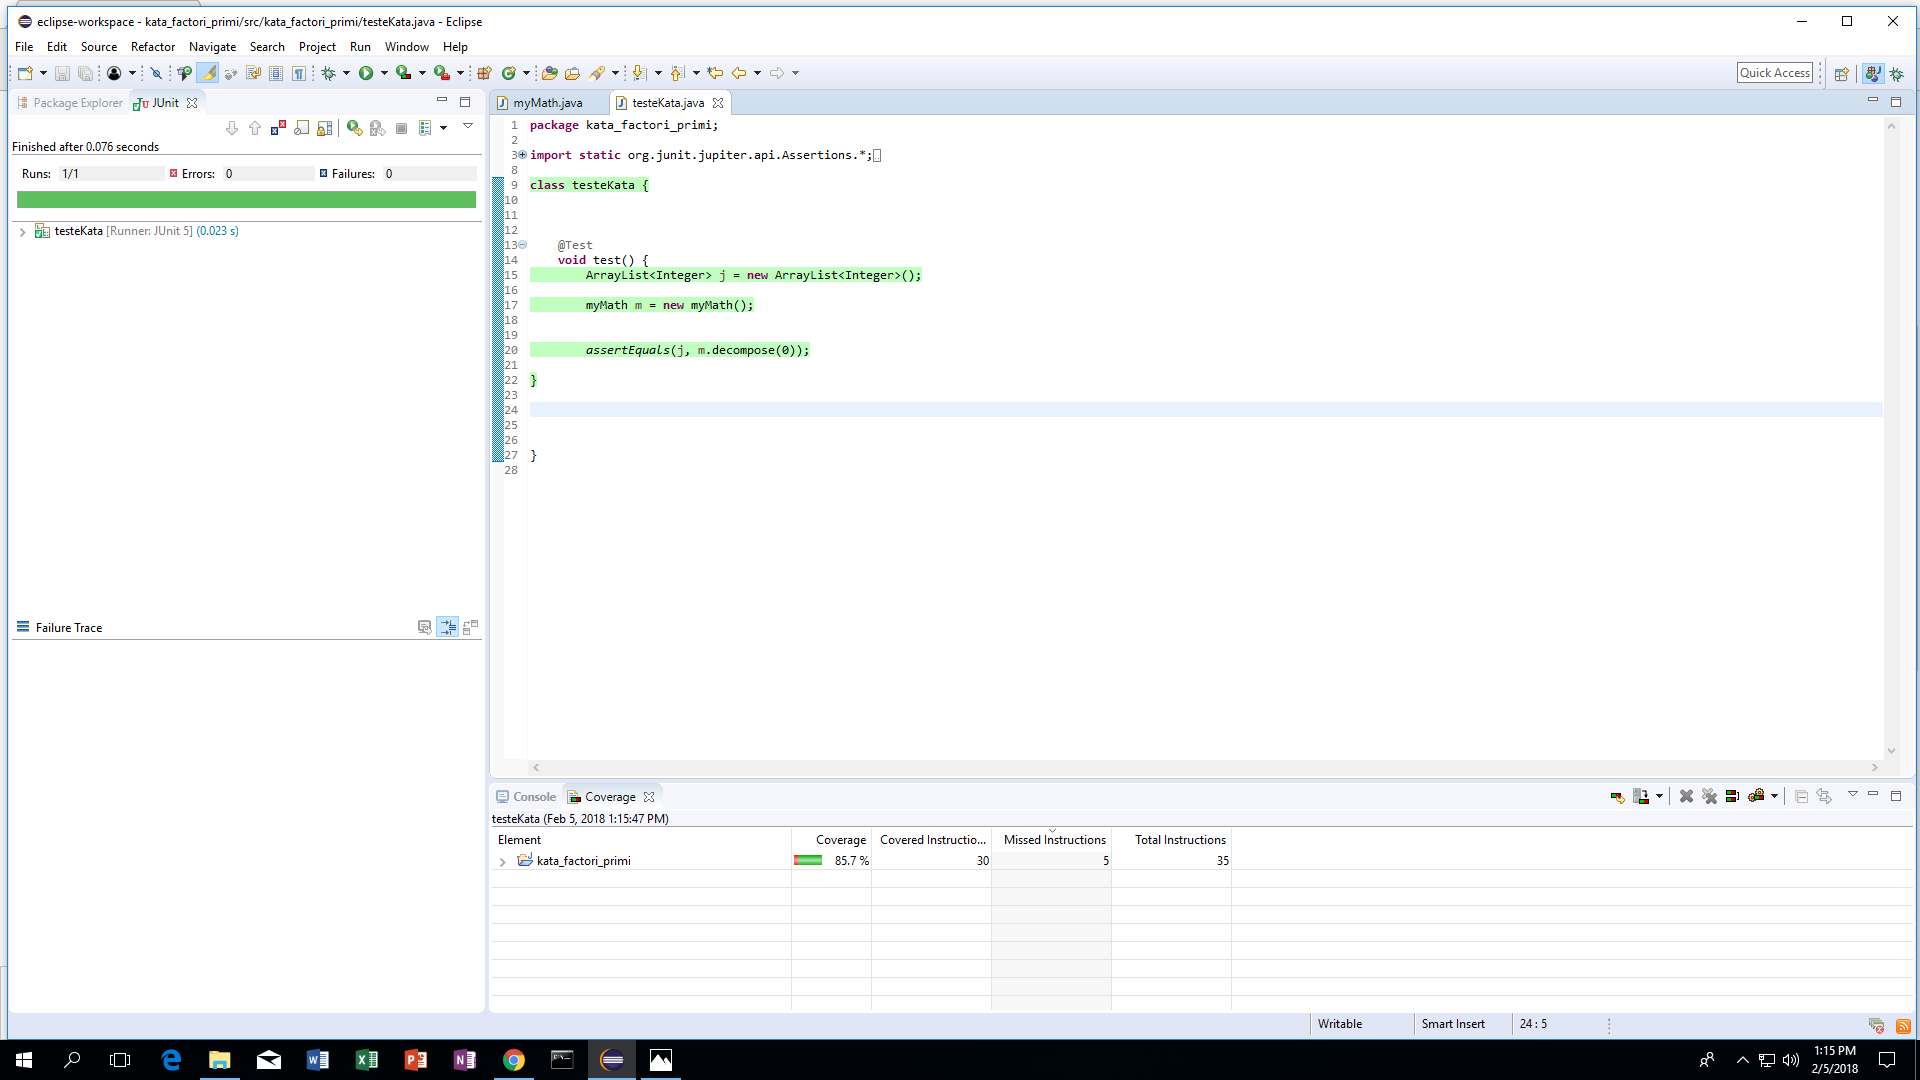 eclipse-workspace - kata_factori_primi/src/kata_factori_primi/testeKata.java - Eclipse
File Edit Source Refactor Navigate Search Project Run Window Help
Quick Access
Package Explorer JUnit
myMath.java testeKata.java
Finished after 0.076 seconds
Runs: 1/1 Errors: 0 Failures: 0
testeKata [Runner: JUnit 5] (0.023 s)
Failure Trace
1 package kata_factori_primi;
2
3 import static org.junit.jupiter.api.Assertions.*;
8
9 class testeKata {
10
11
12
13 @Test
14 void test() {
15 ArrayList<Integer> j = new ArrayList<Integer>();
16
17 myMath m = new myMath();
18
19
20 assertEquals(j, m.decompose(0));
21
22 }
23
24
25
26
27 }
28
Console Coverage
testeKata (Feb 5, 2018 1:15:47 PM)
Element Coverage Covered Instructio... Missed Instructions Total Instructions
kata_factori_primi 85.7 % 30 5 35
Writable Smart Insert 24 : 5
1:15 PM
2/5/2018